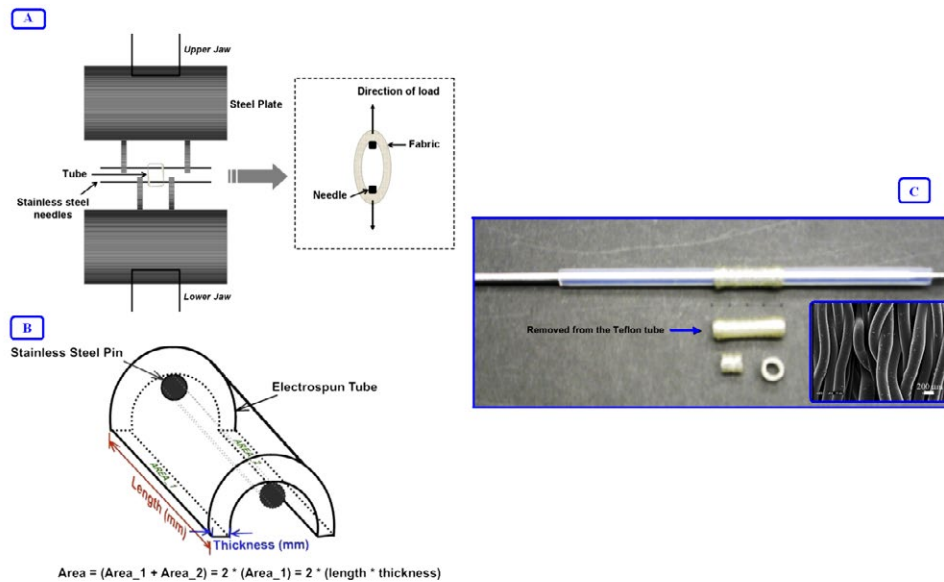 A
Upper Jaw
Steel Plate
Tube
Stainless steel
needles
Lower Jaw
Direction of load
Fabric
Needle
B
Stainless Steel Pin
Electrospun Tube
AREA_1
Length (mm)
Thickness (mm)
Area = (Area_1 + Area_2) = 2 * (Area_1) = 2 * (length * thickness)
C
Removed from the Teflon tube
200 um